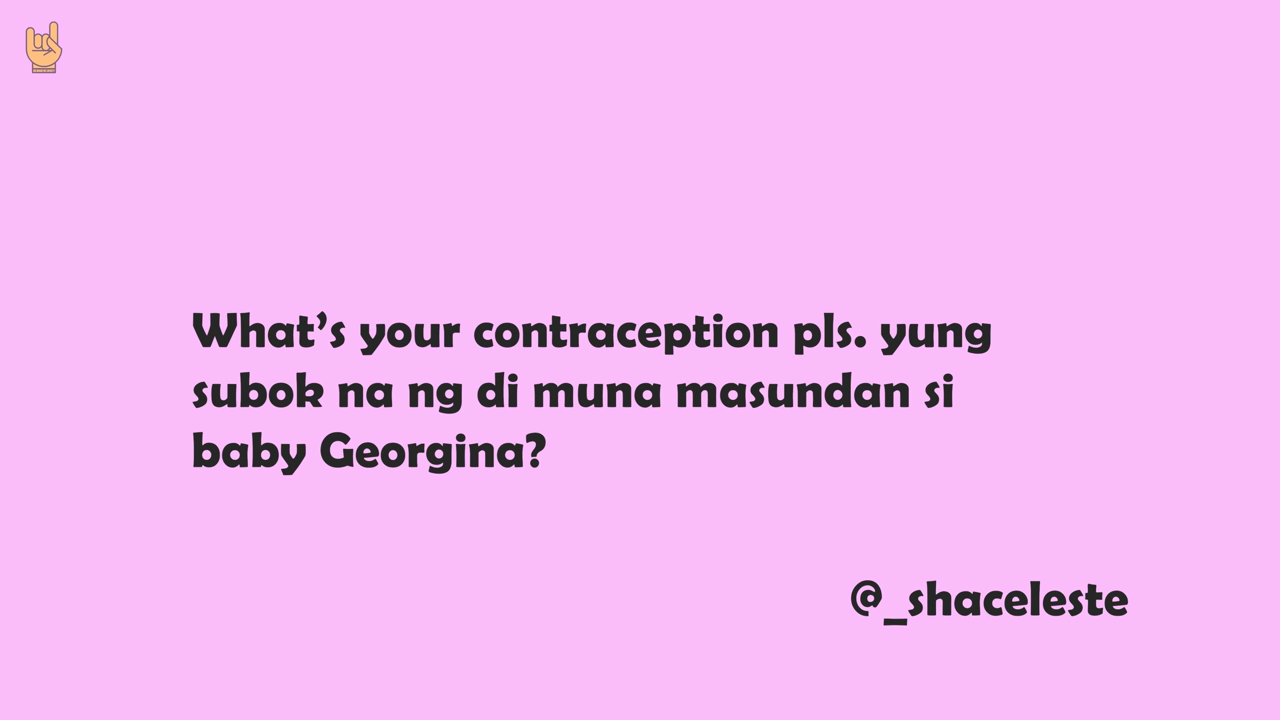 What’s your contraception pls. yung
subok na ng di muna masundan si
baby Georgina?
@_shaceleste